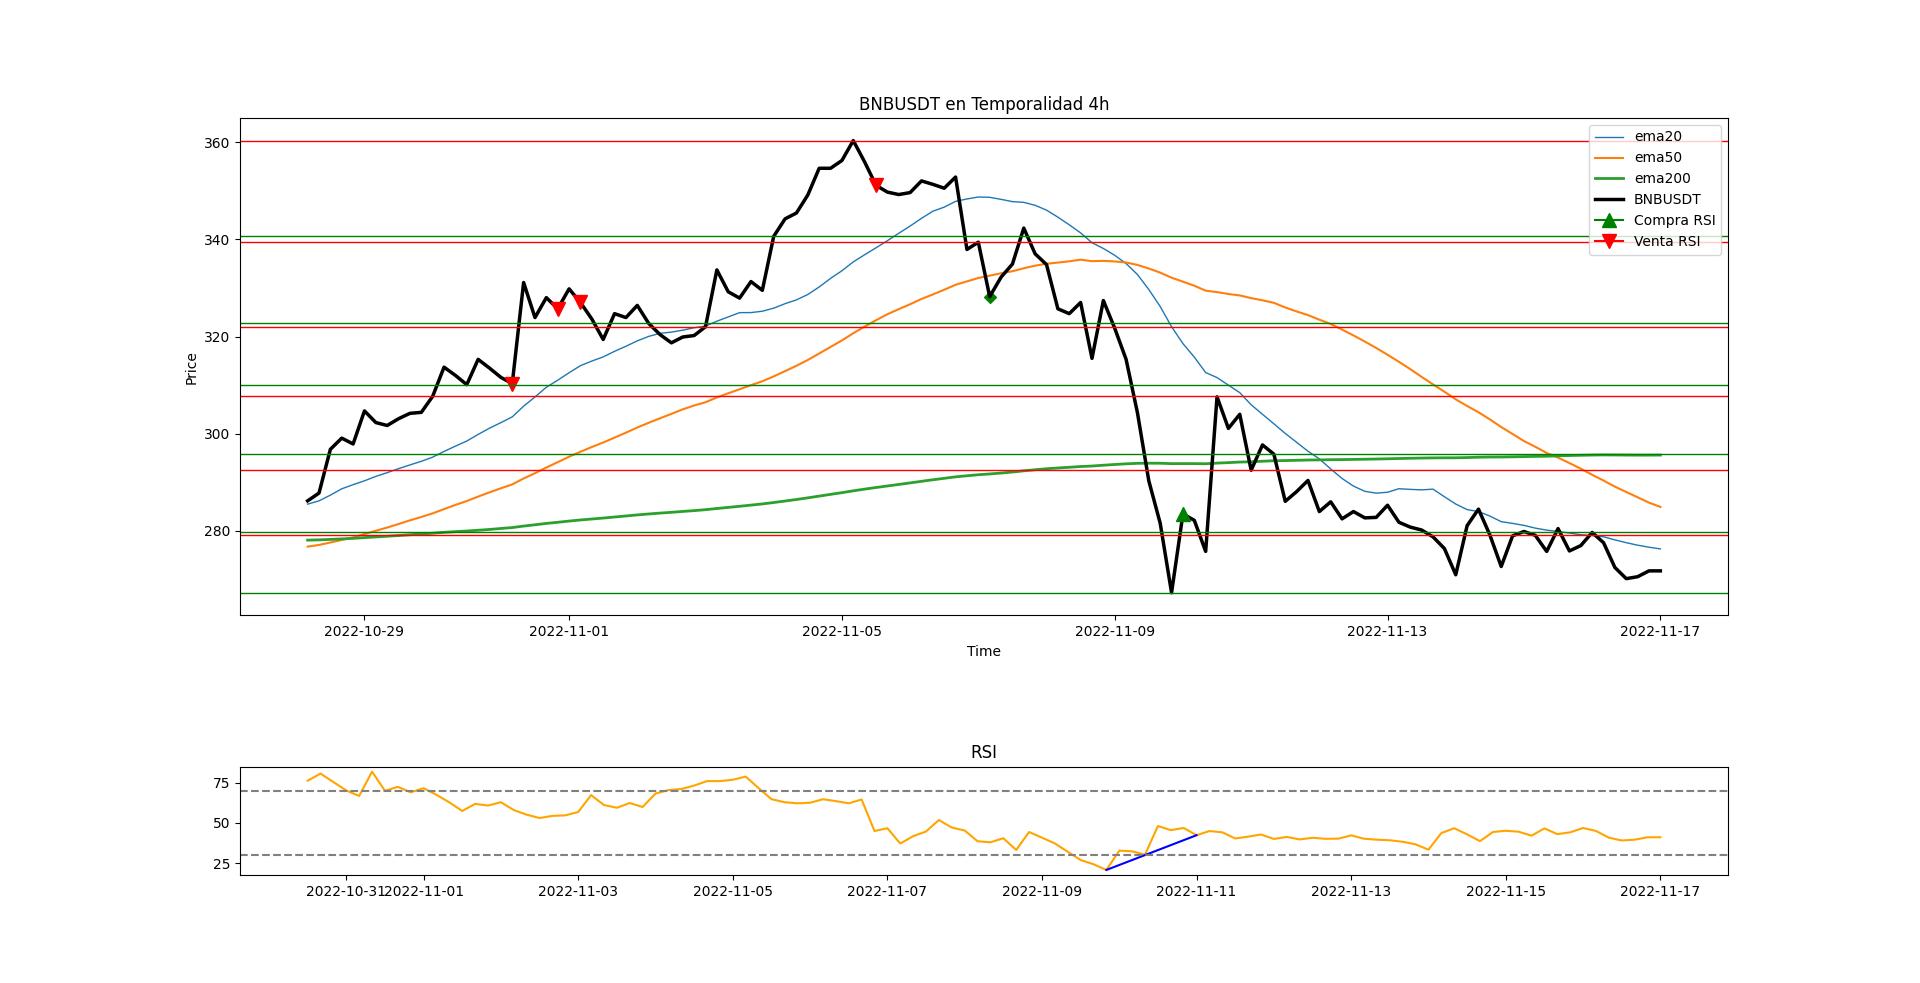 BNBUSDT en Temporalidad 4h
360
340
320
300
280
Price
ema20
ema50
ema200
BNBUSDT
Compra RSI
Venta RSI
2022-10-29 2022-11-01 2022-11-05 2022-11-09 2022-11-13 2022-11-17
Time
RSI
75
50
25
2022-10-31 2022-11-01 2022-11-03 2022-11-05 2022-11-07 2022-11-09 2022-11-11 2022-11-13 2022-11-15 2022-11-17